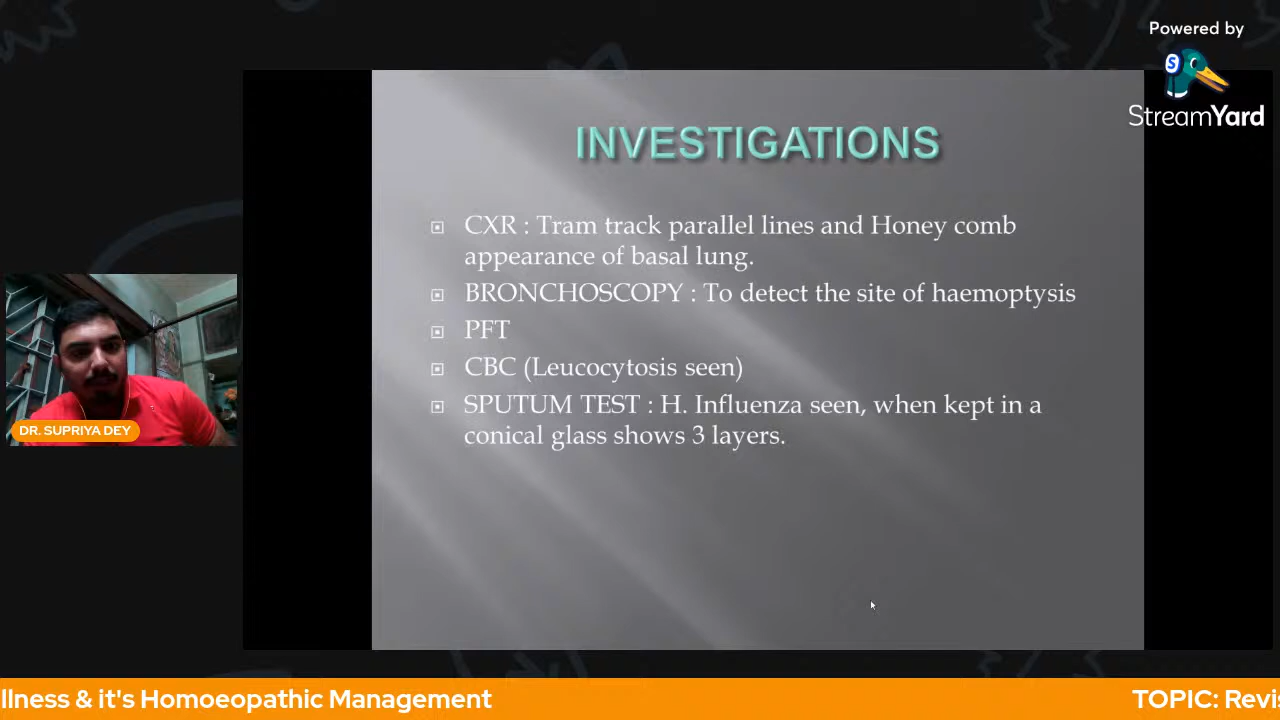 Powered by
StreamYard
INVESTIGATIONS
CXR : Tram track parallel lines and Honey comb
appearance of basal lung.
BRONCHOSCOPY : To detect the site of haemoptysis
PFT
CBC (Leucocytosis seen)
SPUTUM TEST : H. Influenza seen, when kept in a
conical glass shows 3 layers.
DR. SUPRIYA DEY
llness & it's Homoeopathic Management
TOPIC: Revis